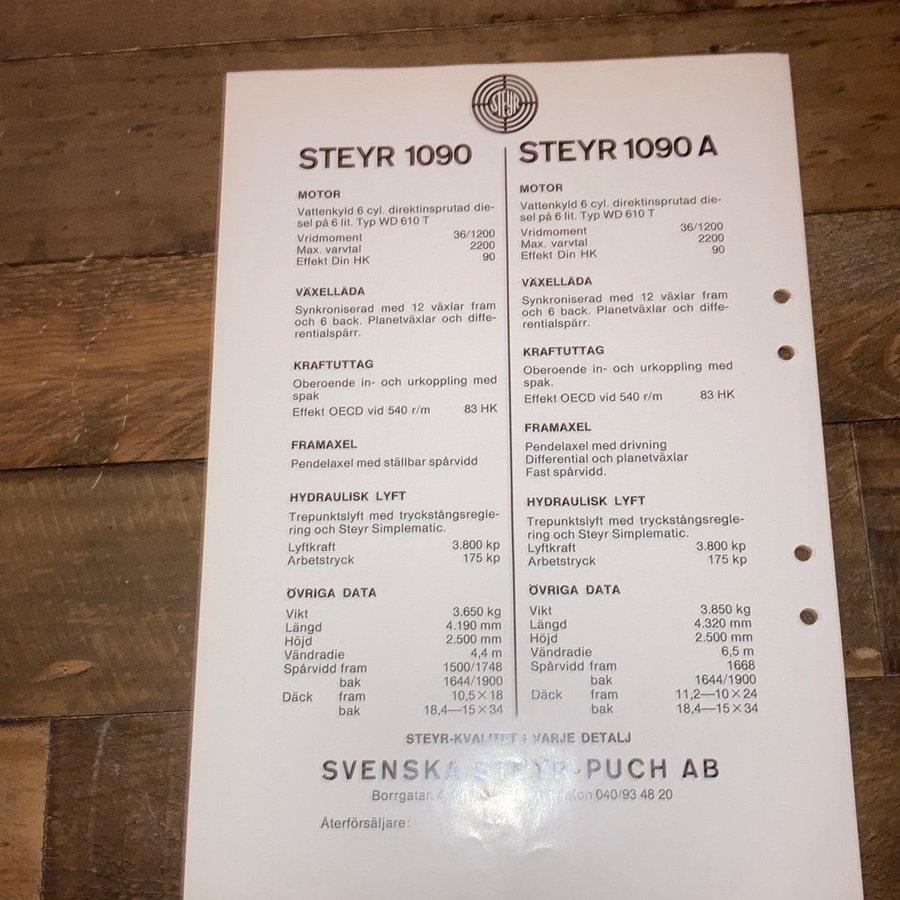 STEYR
STEYR 1090
MOTOR
Vattenkyld 6 cyl. direktinsprutad die-
sel på 6 lit. Typ WD 610 T
Vridmoment 36/1200
Max. varvtal 2200
Effekt Din HK 90
VÄXELLÅDA
Synkroniserad med 12 växlar fram
och 6 back. Planetväxlar och diffe-
rentialspärr.
KRAFTUTTAG
Oberoende in- och urkoppling med
spak
Effekt OECD vid 540 r/m 83 HK
FRAMAXEL
Pendelaxel med ställbar spårvidd
HYDRAULISK LYFT
Trepunktslyft med tryckstångsregle-
ring och Steyr Simplematic.
Lyftkraft 3.800 kp
Arbetstryck 175 kp
ÖVRIGA DATA
Vikt 3.650 kg
Längd 4.190 mm
Höjd 2.500 mm
Vändradie 4,4 m
Spårvidd fram 1500/1748
bak 1644/1900
Däck fram 10,5×18
bak 18,4—15×34
STEYR 1090 A
MOTOR
Vattenkyld 6 cyl. direktinsprutad die-
sel på 6 lit. Typ WD 610 T
Vridmoment 36/1200
Max. varvtal 2200
Effekt Din HK 90
VÄXELLÅDA
Synkroniserad med 12 växlar fram
och 6 back. Planetväxlar och diffe-
rentialspärr.
KRAFTUTTAG
Oberoende in- och urkoppling med
spak.
Effekt OECD vid 540 r/m 83 HK
FRAMAXEL
Pendelaxel med drivning
Differential och planetväxlar
Fast spårvidd.
HYDRAULISK LYFT
Trepunktslyft med tryckstångsregle-
ring och Steyr Simplematic.
Lyftkraft 3.800 kp
Arbetstryck 175 kp
ÖVRIGA DATA
Vikt 3.850 kg
Längd 4.320 mm
Höjd 2.500 mm
Vändradie 6,5 m
Spårvidd fram 1668
bak 1644/1900
Däck fram 11,2—10×24
bak 18,4—15×34
STEYR-KVALITET I VARJE DETALJ
SVENSKA STEYR-PUCH AB
Borrgatan 4, 040/93 48 20
Återförsäljare: